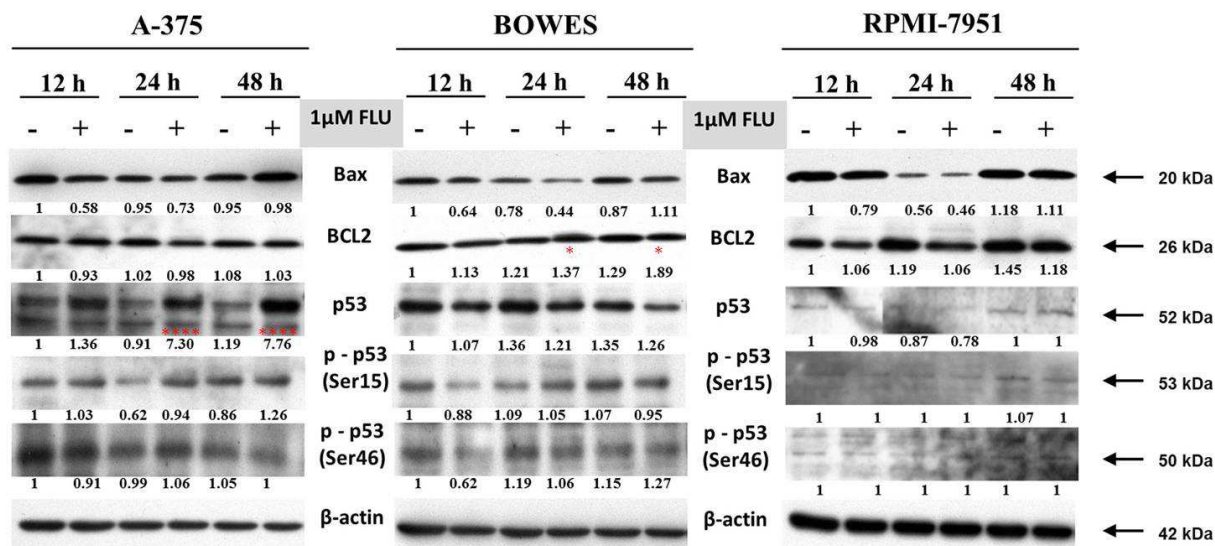 A-375 BOWES RPMI-7951
12 h 24 h 48 h 12 h 24 h 48 h 12 h 24 h 48 h
- + - + - + 1µM FLU - + - + - + 1µM FLU - + - + - +
Bax Bax 20 kDa
1 0.58 0.95 0.73 0.95 0.98 1 0.64 0.78 0.44 0.87 1.11 1 0.79 0.56 0.46 1.18 1.11
BCL2 * * BCL2 26 kDa
1 0.93 1.02 0.98 1.08 1.03 1 1.13 1.21 1.37 1.29 1.89 1 1.06 1.19 1.06 1.45 1.18
p53 p53 52 kDa
**** ****
1 1.36 0.91 7.30 1.19 7.76 1 1.07 1.36 1.21 1.35 1.26 1 0.98 0.87 0.78 1 1
p - p53 p - p53
(Ser15) (Ser15) 53 kDa
1 1.03 0.62 0.94 0.86 1.26 1 0.88 1.09 1.05 1.07 0.95 1 1 1 1 1.07 1
p - p53 p - p53
(Ser46) (Ser46) 50 kDa
1 0.91 0.99 1.06 1.05 1 1 0.62 1.19 1.06 1.15 1.27 1 1 1 1 1 1
β-actin β-actin 42 kDa